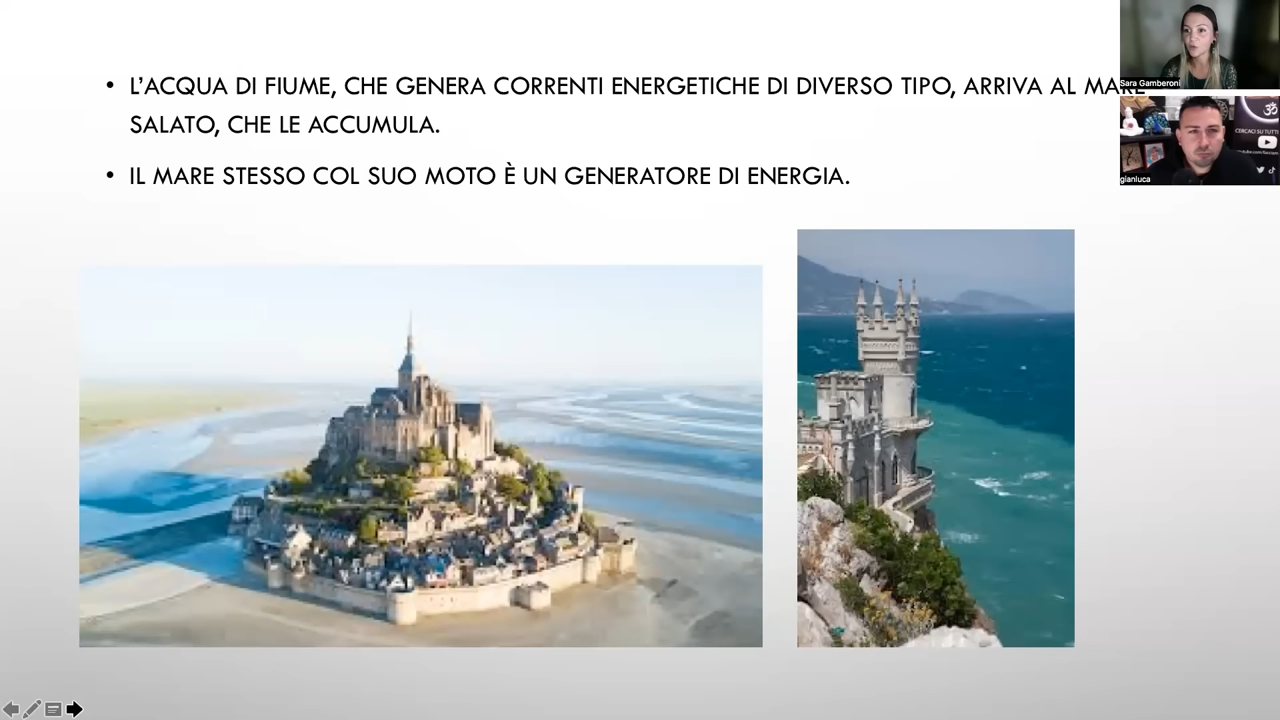 • L'ACQUA DI FIUME, CHE GENERA CORRENTI ENERGETICHE DI DIVERSO TIPO, ARRIVA AL MARE
SALATO, CHE LE ACCUMULA.
• IL MARE STESSO COL SUO MOTO È UN GENERATORE DI ENERGIA.
Sara Gamberoni
CERCACI SU TUTTI
gianluca